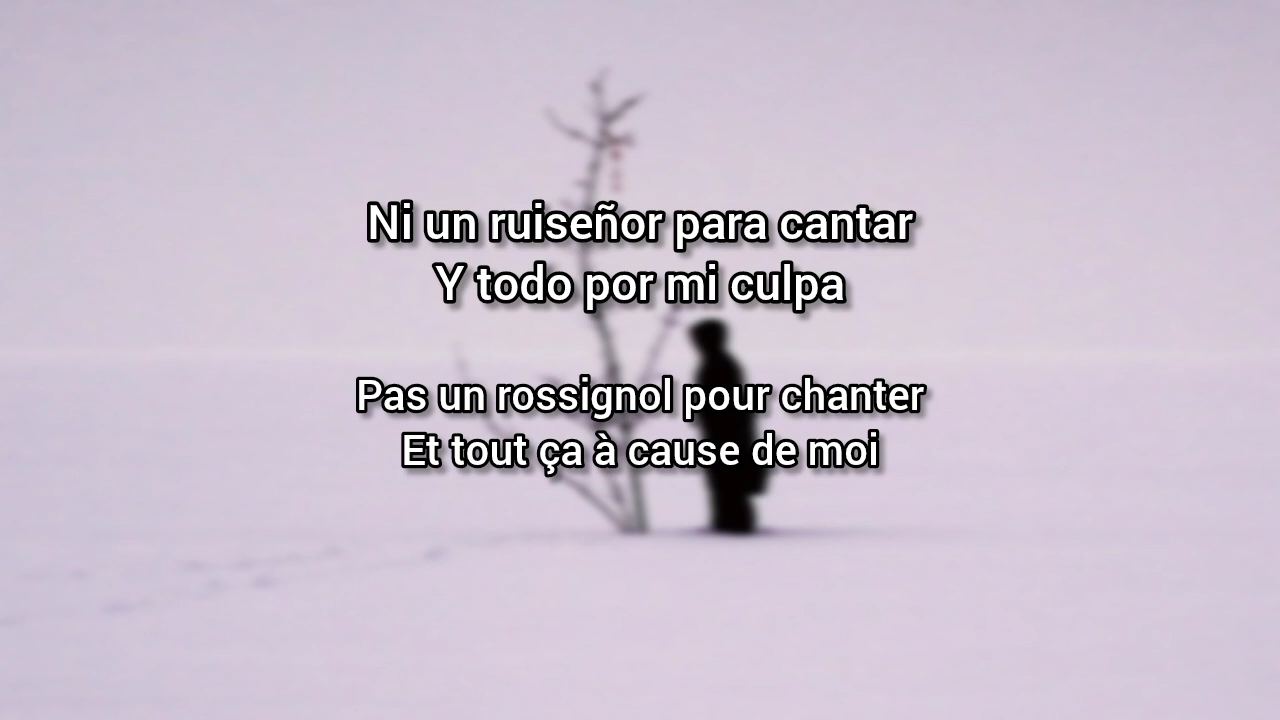 Ni un ruiseñor para cantar
Y todo por mi culpa
Pas un rossignol pour chanter
Et tout ça à cause de moi